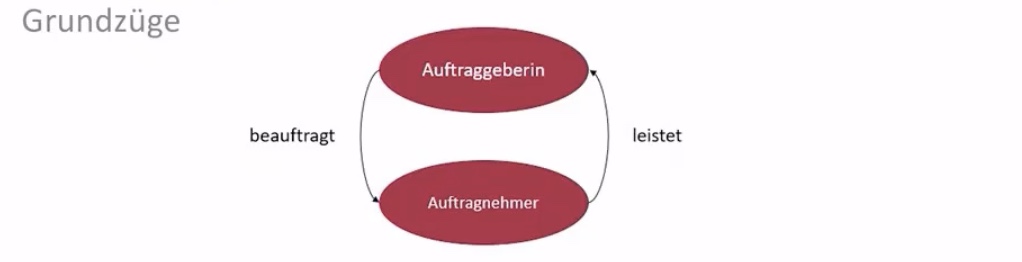 Grundzüge
Auftraggeberin
beauftragt
leistet
Auftragnehmer